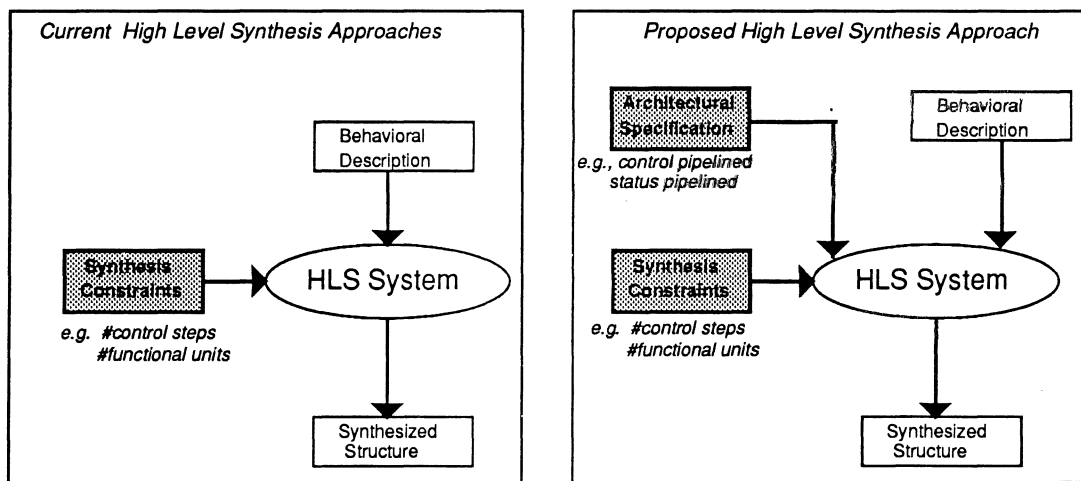 Current High Level Synthesis Approaches
Behavioral
Description
Synthesis
Constraints
HLS System
e.g. #control steps
#functional units
Synthesized
Structure
Proposed High Level Synthesis Approach
Architectural
Specification
e.g., control pipelined
status pipelined
Behavioral
Description
Synthesis
Constraints
HLS System
e.g. #control steps
#functional units
Synthesized
Structure